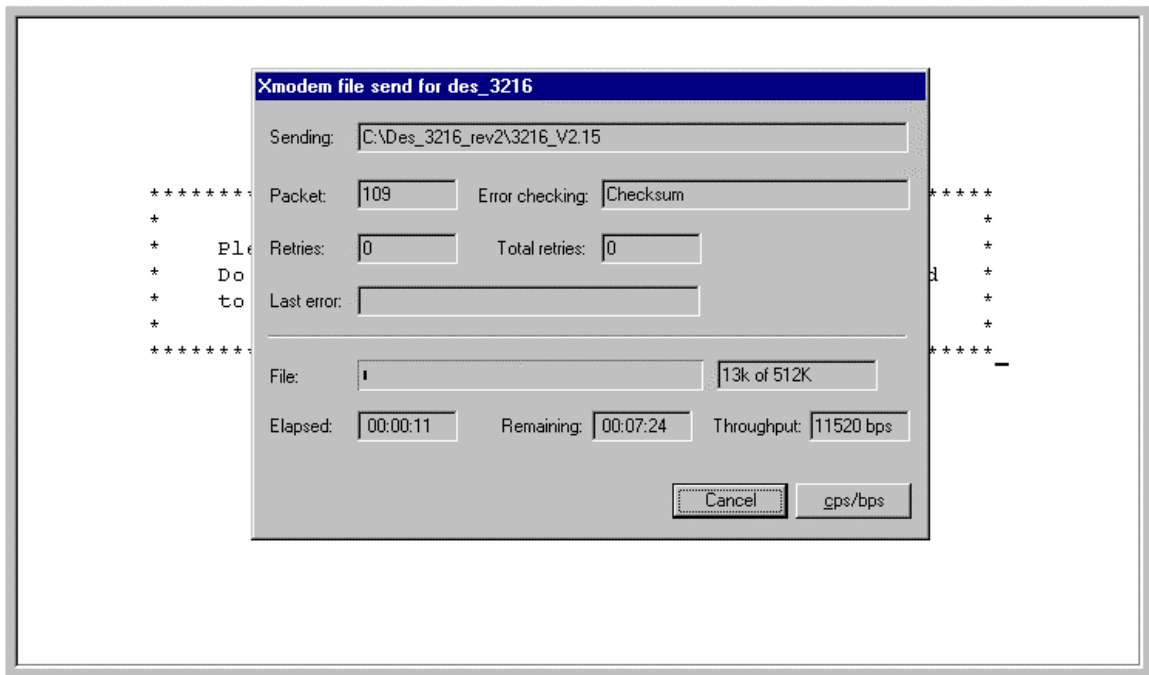 Xmodem file send for des_3216
Sending: C:\Des_3216_rev2\3216_V2.15
* * * * * * * * * * * * *
Packet: 109 Error checking: Checksum
* *
* Retries: 0 Total retries: 0 *
* Do *
* to Last error: *
* *
* * * * * * * * * * * * *
File: 13k of 512K
Elapsed: 00:00:11 Remaining: 00:07:24 Throughput: 11520 bps
Cancel cps/bps